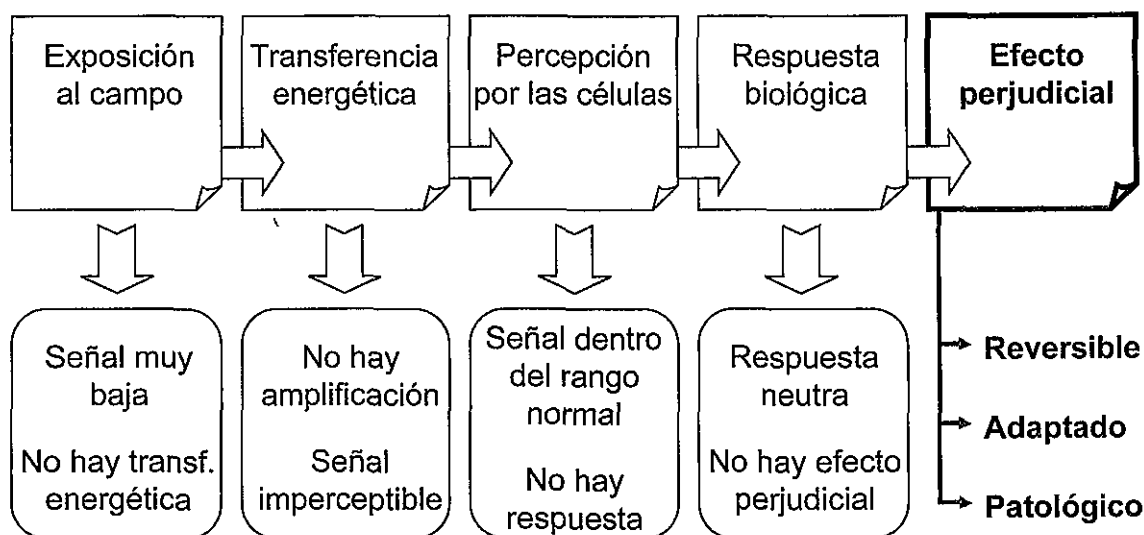 Exposición
al campo
Transferencia
energética
Percepción
por las células
Respuesta
biológica
Efecto
perjudicial
Señal muy
baja
No hay transf.
energética
No hay
amplificación
Señal
imperceptible
Señal dentro
del rango
normal
No hay
respuesta
Respuesta
neutra
No hay efecto
perjudicial
Reversible
Adaptado
Patológico